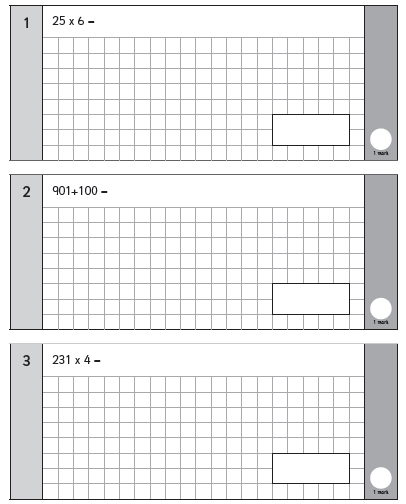 1
25 x 6 =
1 mark
2
901+100 =
1 mark
3
231 x 4 =
1 mark